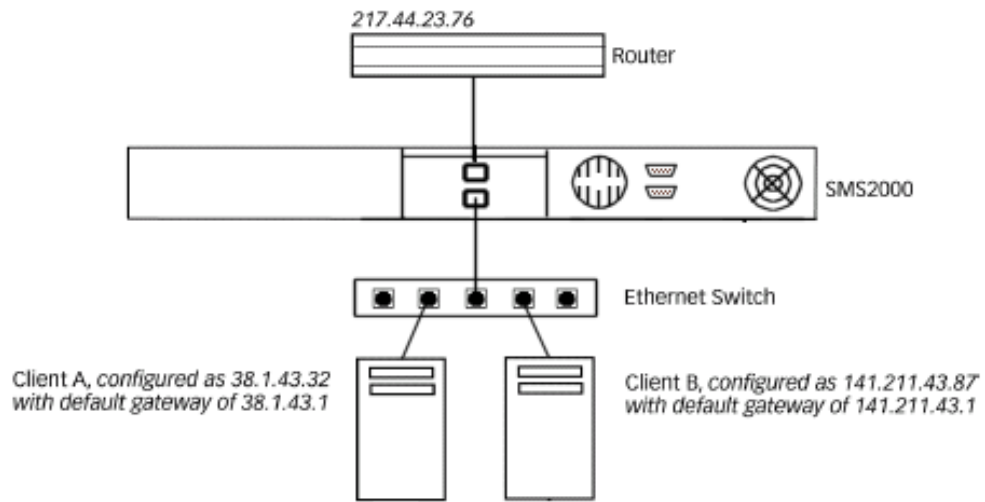 217.44.23.76
Router
SMS2000
Ethernet Switch
Client A, configured as 38.1.43.32
with default gateway of 38.1.43.1
Client B, configured as 141.211.43.87
with default gateway of 141.211.43.1